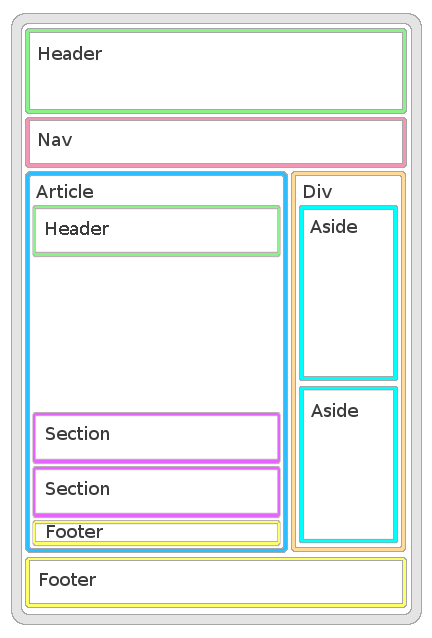 Header
Nav
Article
Header
Section
Section
Footer
Div
Aside
Aside
Footer